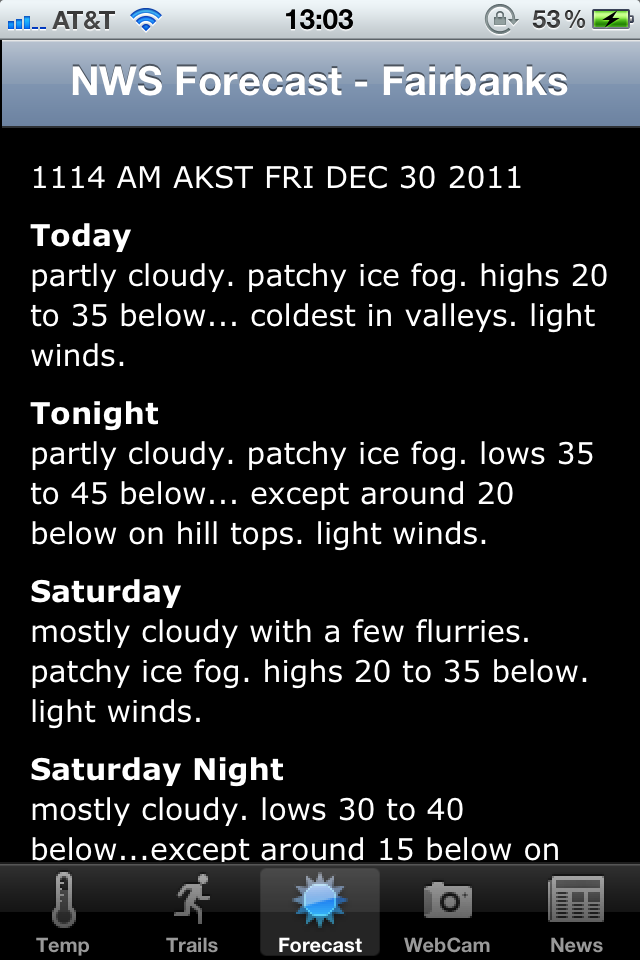 AT&T 13:03 53%
NWS Forecast - Fairbanks
1114 AM AKST FRI DEC 30 2011
Today
partly cloudy. patchy ice fog. highs 20
to 35 below... coldest in valleys. light
winds.
Tonight
partly cloudy. patchy ice fog. lows 35
to 45 below... except around 20
below on hill tops. light winds.
Saturday
mostly cloudy with a few flurries.
patchy ice fog. highs 20 to 35 below.
light winds.
Saturday Night
mostly cloudy. lows 30 to 40
below...except around 15 below on
Temp Trails Forecast WebCam News